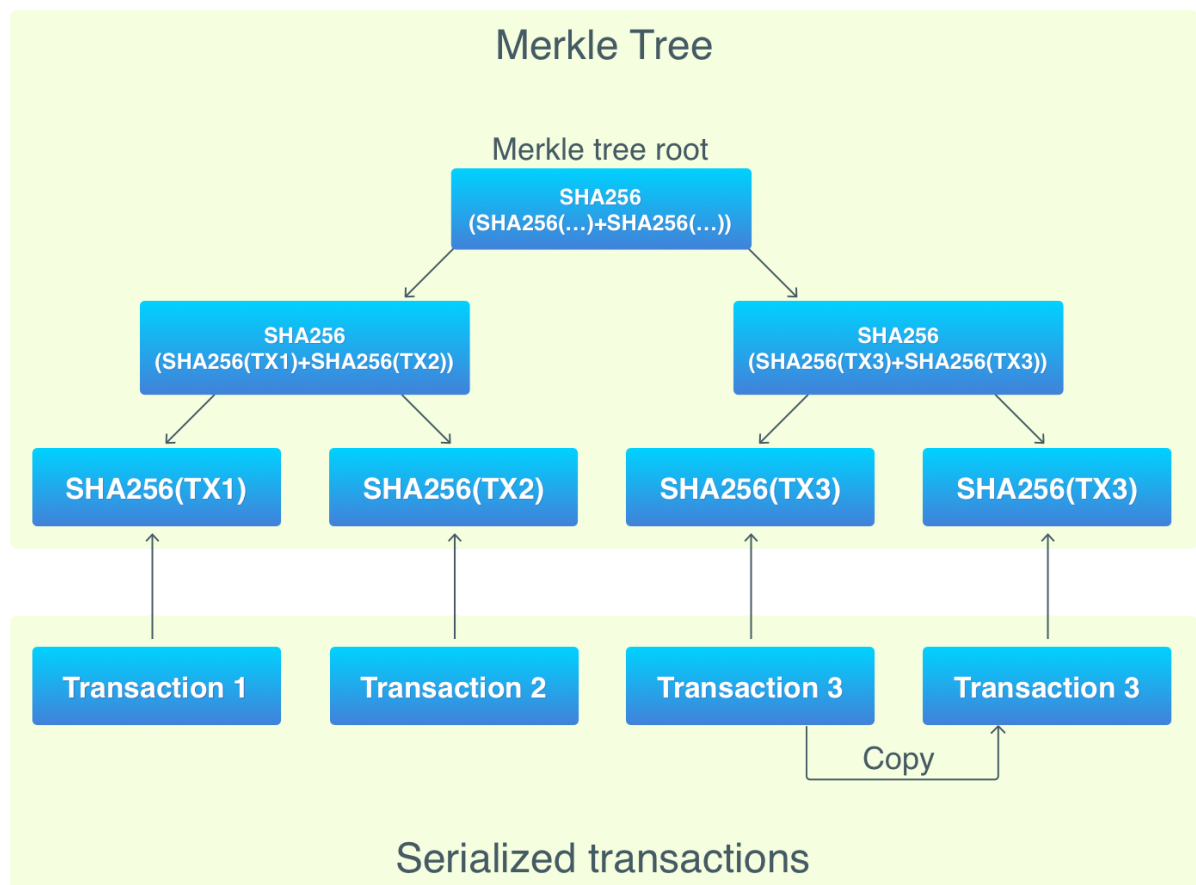 Merkle Tree
Merkle tree root
SHA256
(SHA256(...)+SHA256(...))
SHA256
(SHA256(TX1)+SHA256(TX2))
SHA256
(SHA256(TX3)+SHA256(TX3))
SHA256(TX1)
SHA256(TX2)
SHA256(TX3)
SHA256(TX3)
Transaction 1
Transaction 2
Transaction 3
Transaction 3
Copy
Serialized transactions